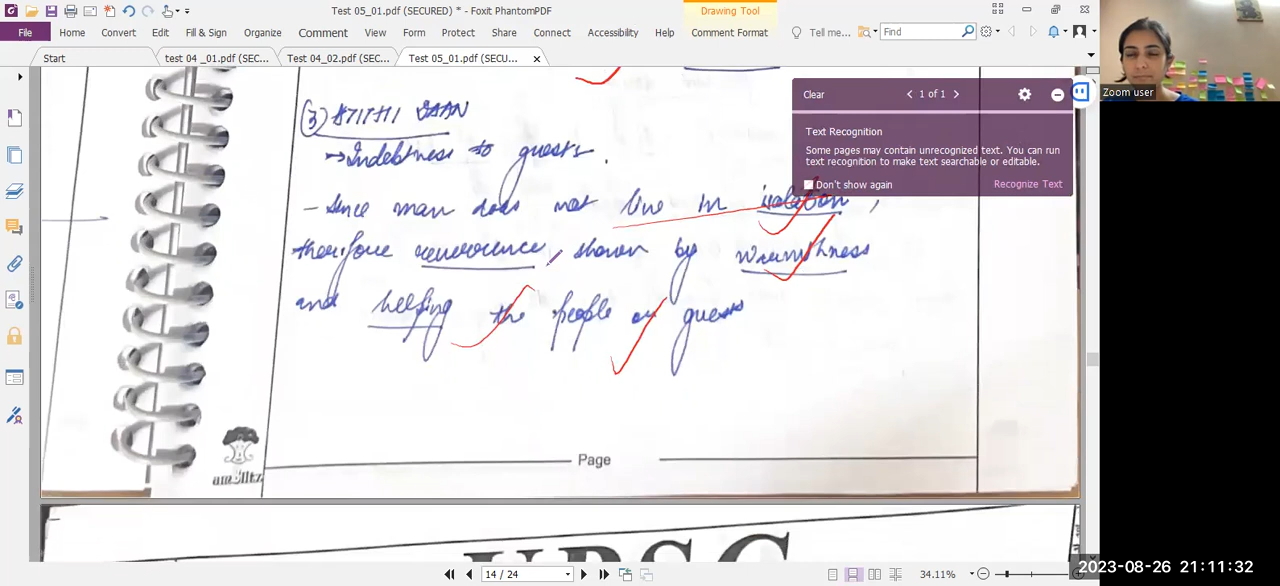 Test 05_01.pdf (SECURED) * - Foxit PhantomPDF
Drawing Tool
File Home Convert Edit Fill & Sign Organize Comment View Form Protect Share Connect Accessibility Help Comment Format Tell me... Find
Start test 04 _01.pdf (SEC... Test 04_02.pdf (SEC... Test 05_01.pdf (SECU... ×
Zoom user
Clear 1 of 1
Text Recognition
Some pages may contain unrecognized text. You can run
text recognition to make text searchable or editable.
Don't show again Recognize Text
(3)
→ Indebtness to guests.
- Since man does not live in isolation,
therefore shown by
and helping the people or guests
Page
UPSC
14 / 24
34.11%
2023-08-26 21:11:32